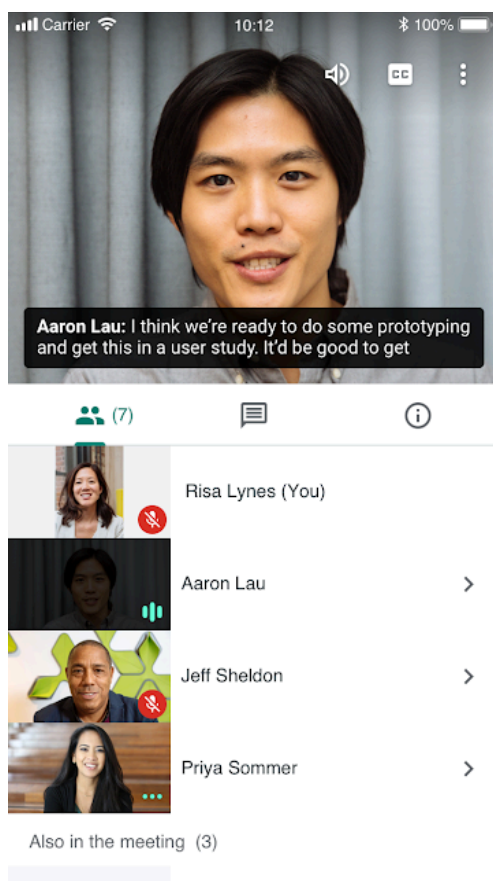 Carrier 10:12 100%
CC
Aaron Lau: I think we're ready to do some prototyping
and get this in a user study. It'd be good to get
(7)
Risa Lynes (You)
Aaron Lau
Jeff Sheldon
Priya Sommer
Also in the meeting (3)